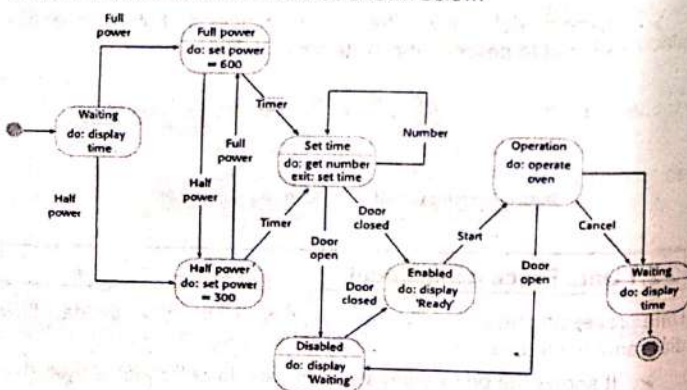 Full
power
Full power
do: set power
= 600
Timer
Waiting
do: display
time
Full
power
Half
power
Half
power
Set time
do: get number
exit: set time
Number
Operation
do: operate
oven
Timer
Door
closed
Start
Cancel
Door
open
Door
open
Half power
do: set power
= 300
Door
closed
Enabled
do: display
'Ready'
Waiting
do: display
time
Disabled
do: display
'Waiting'